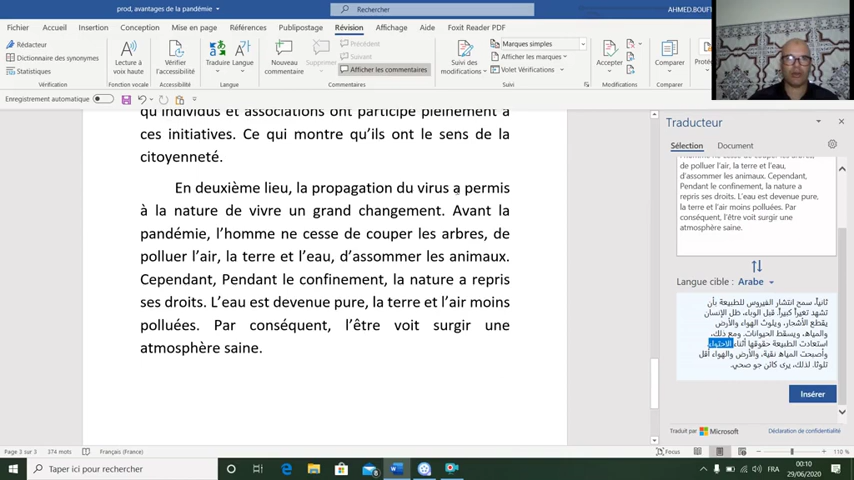 prod, avantages de la pandémie
Rechercher
AHMED.BOUF
Fichier Accueil Insertion Conception Mise en page Références Publipostage Révision Affichage Aide Foxit Reader PDF
Rédacteur
Dictionnaire des synonymes
Statistiques
Vérification
Lecture à voix haute
Vérifier l'accessibilité
Accessibilité
Traduire Langue
Langue
Nouveau commentaire
Supprimer
Précédent
Suivant
Afficher les commentaires
Commentaires
Suivi des modifications
Marques simples
Afficher les marques
Volet Vérifications
Suivi
Accepter
Comparer
Comparer
Enregistrement automatique
qu'individus et associations ont participé pleinement à
ces initiatives. Ce qui montre qu'ils ont le sens de la
citoyenneté.
En deuxième lieu, la propagation du virus a permis
à la nature de vivre un grand changement. Avant la
pandémie, l'homme ne cesse de couper les arbres, de
polluer l'air, la terre et l'eau, d'assommer les animaux.
Cependant, Pendant le confinement, la nature a repris
ses droits. L'eau est devenue pure, la terre et l'air moins
polluées. Par conséquent, l'être voit surgir une
atmosphère saine.
Traducteur
Sélection Document
l'homme ne cesse de couper les arbres,
de polluer l'air, la terre et l'eau,
d'assommer les animaux. Cependant,
Pendant le confinement, la nature a
repris ses droits. L'eau est devenue pure,
la terre et l'air moins polluées. Par
conséquent, l'être voit surgir une
atmosphère saine.
Langue cible: Arabe
ثانياً، سمح انتشار الفيروس للطبيعة بأن
تشهد تغيراً كبيراً. قبل الوباء، ظل الإنسان
يقطع الأشجار، ويلوث الهواء والأرض
والمياه، ويسقط الحيوانات. ومع ذلك،
استعادت الطبيعة حقوقها أثناء الاحتواء.
وأصبحت المياه نقية، والأرض والهواء أقل
تلوثا. لذلك، يرى كائن جو صحي.
Insérer
Traduit par Microsoft Déclaration de confidentialité
Page 3 sur 3 374 mots Français (France)
Focus 110 %
Taper ici pour rechercher
FRA
00:10
29/06/2020